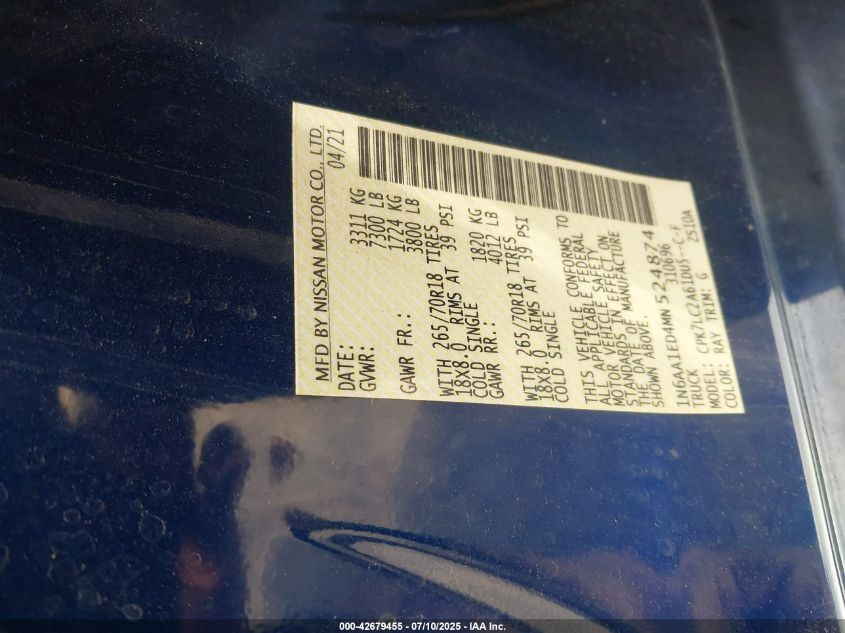 MFD BY NISSAN MOTOR CO., LTD.
DATE: 04/21
GVWR: 3311 KG
7300 LB
GAWR FR.: 1724 KG
3800 LB
WITH 265/70R18 TIRES
18X8.0 RIMS AT 39 PSI
COLD SINGLE
GAWR RR.: 1820 KG
4012 LB
WITH 265/70R18 TIRES
18X8.0 RIMS AT 39 PSI
COLD SINGLE
THIS VEHICLE CONFORMS TO
ALL APPLICABLE FEDERAL
MOTOR VEHICLE SAFETY
STANDARDS IN EFFECT ON
THE DATE OF MANUFACTURE
SHOWN ABOVE.
1N6AA1ED4MN524874
TRUCK 310696
MODEL: CPK7LCZA61DUS--C-F
COLOR: RAY TRIM: G ZS10A
000-42679455 - 07/10/2025 - IAA Inc.